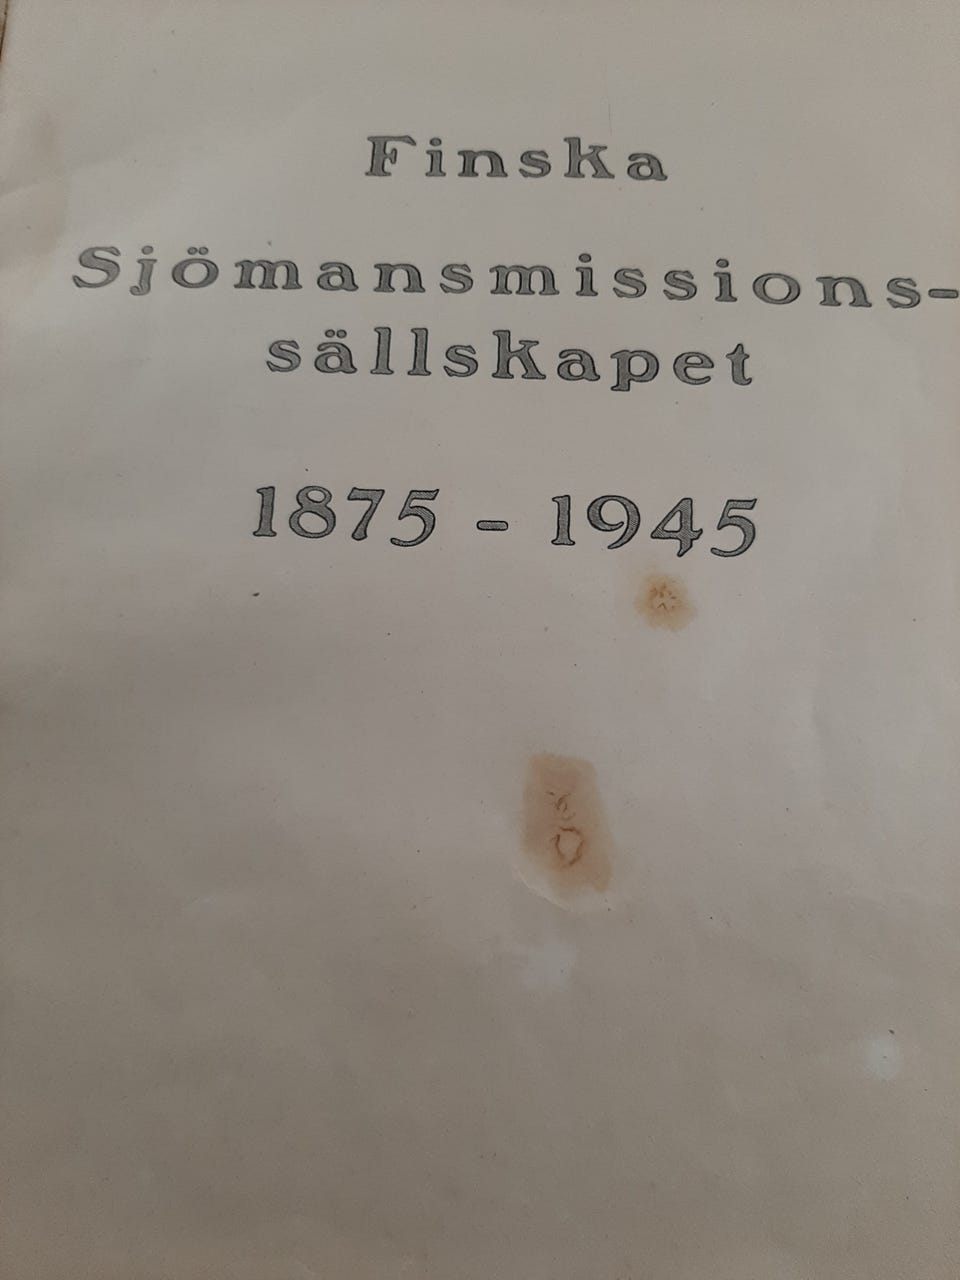 Finska
Sjömansmissions-
sällskapet
1875 - 1945